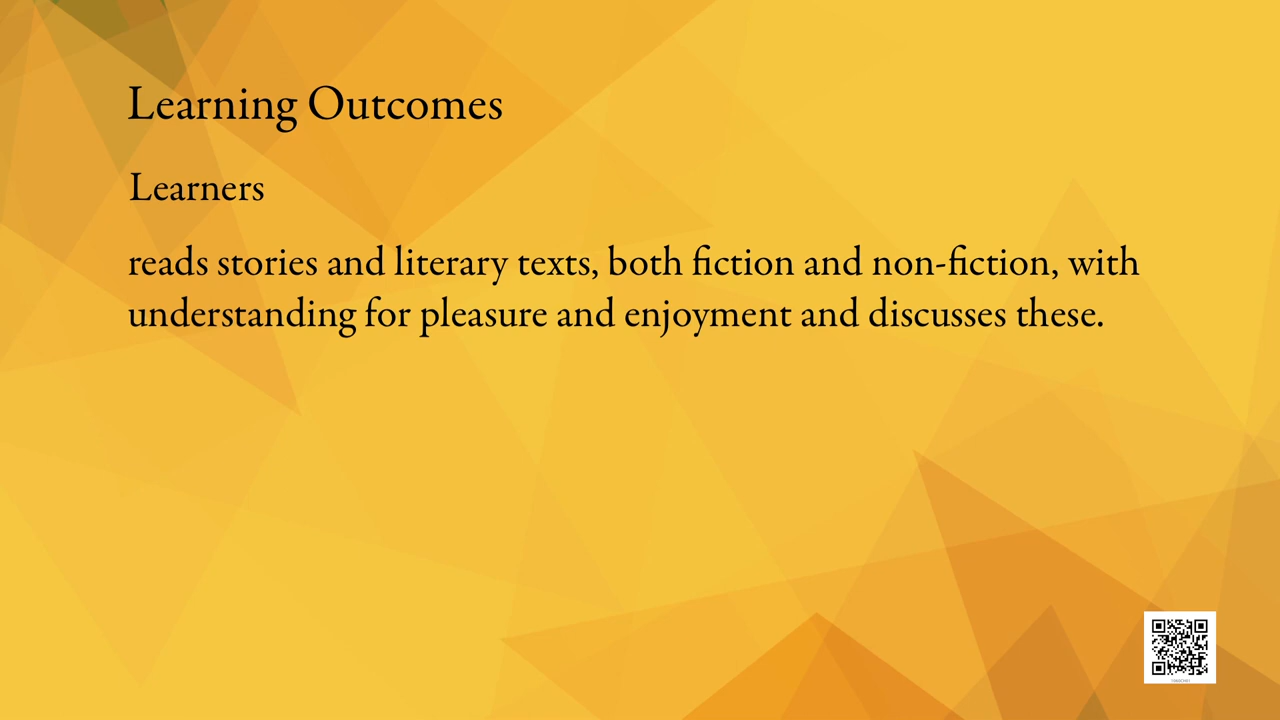 Learning Outcomes
Learners
reads stories and literary texts, both fiction and non-fiction, with
understanding for pleasure and enjoyment and discusses these.